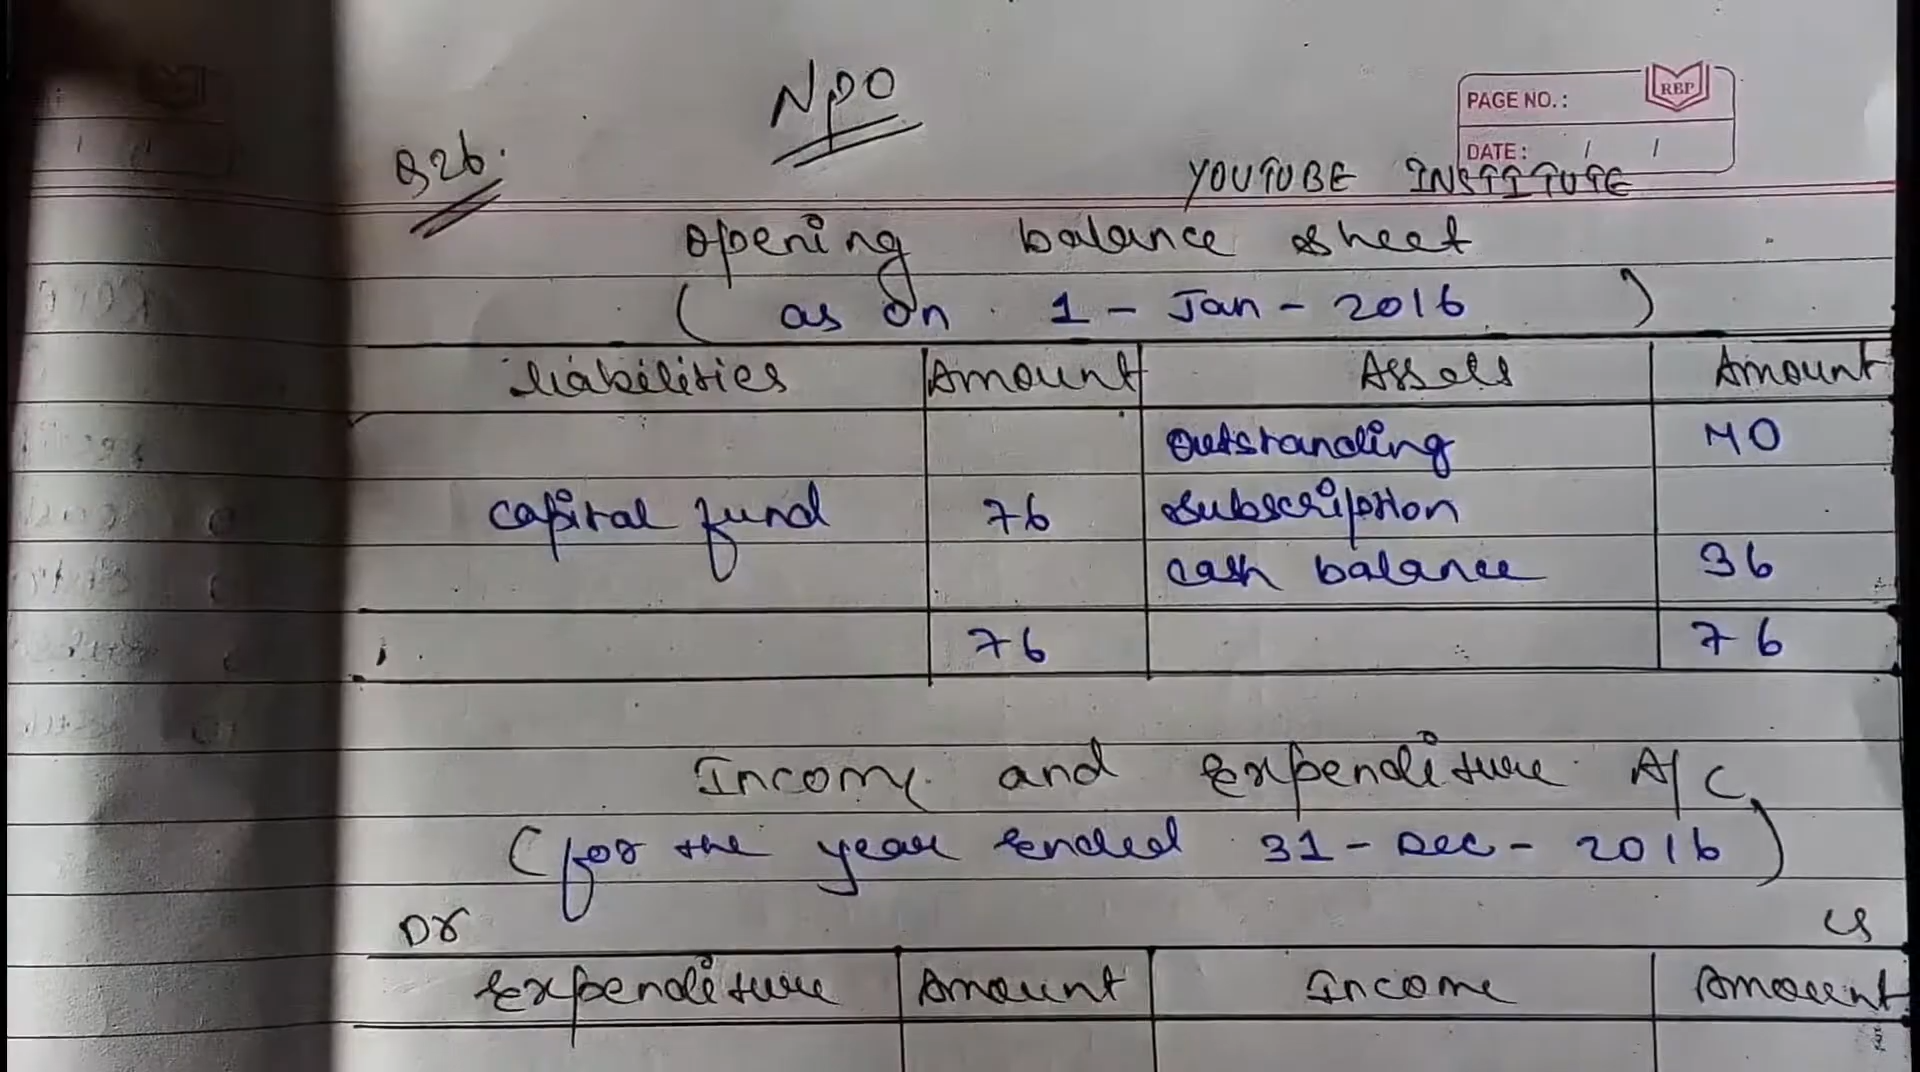 NPO
PAGE NO.:
RBP
DATE: / /
Q26.
YOUTUBE INSTITUTE
Opening balance sheet
( as on 1 - Jan - 2016 )
Liabilities Amount Assets Amount
Outstanding 40
capital fund 76 subscription
cash balance 36
76 76
Income and Expenditure A/C
(for the year ended 31 - Dec - 2016)
Dr Cr
Expenditure Amount Income Amount